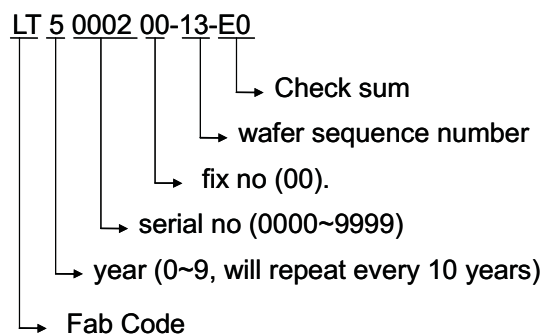 LT 5 0002 00-13-E0
Check sum
wafer sequence number
fix no (00).
serial no (0000~9999)
year (0~9, will repeat every 10 years)
Fab Code